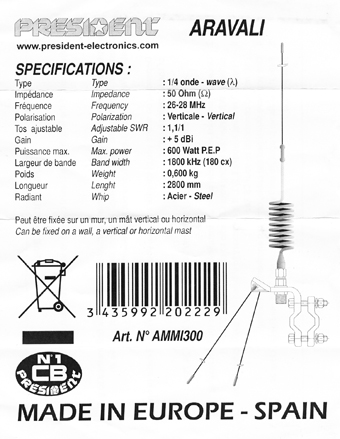 PRESIDENT ARAVALI
www.president-electronics.com
SPECIFICATIONS :
Type Type : 1/4 onde - wave (λ)
Impédance Impedance : 50 Ohm (Ω)
Fréquence Frequency : 26-28 MHz
Polarisation Polarization : Verticale - Vertical
Tos ajustable Adjustable SWR : 1,1/1
Gain Gain : + 5 dBi
Puissance max. Max. power : 600 Watt P.E.P
Largeur de bande Band width : 1800 kHz (180 cx)
Poids Weight : 0,600 kg
Longueur Lenght : 2800 mm
Radiant Whip : Acier - Steel
Peut être fixée sur un mur, un mât vertical ou horizontal
Can be fixed on a wall, a vertical or horizontal mast
3 435992 202229
Art. N° AMMI300
N°1
CB
PRESIDENT
MADE IN EUROPE - SPAIN